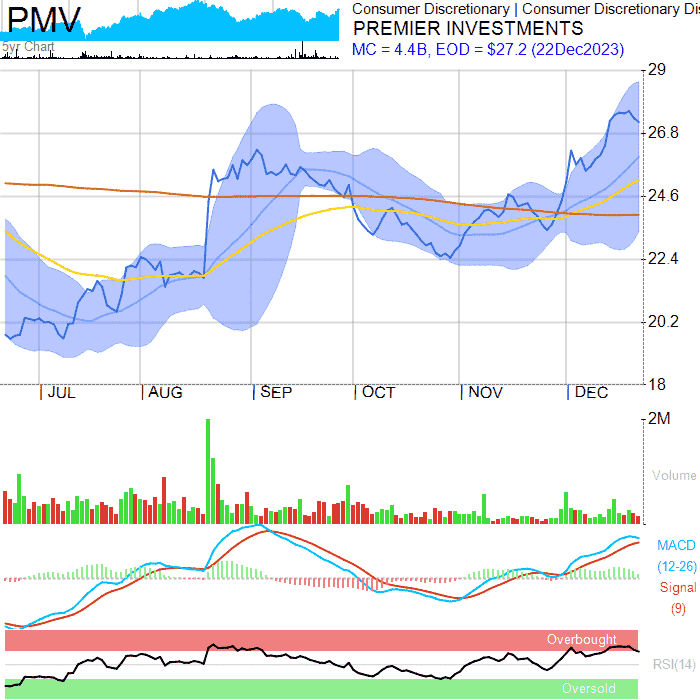 PMV
5yr Chart
Consumer Discretionary | Consumer Discretionary Dis
PREMIER INVESTMENTS
MC = 4.4B, EOD = $27.2 (22Dec2023)
29
26.8
24.6
22.4
20.2
18
| JUL | AUG | SEP | OCT | NOV | DEC
2M
Volume
MACD
(12-26)
Signal
(9)
Overbought
RSI(14)
Oversold